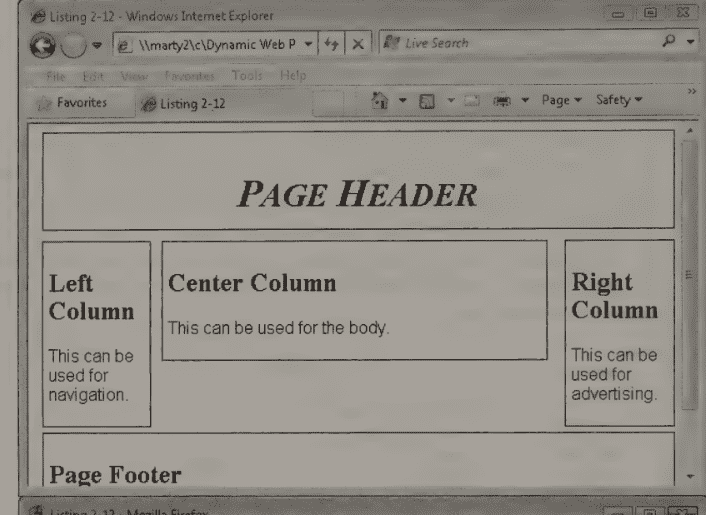 Listing 2-12 - Windows Internet Explorer
\\marty2\c\Dynamic Web P
Live Search
File Edit View Favorites Tools Help
Favorites
Listing 2-12
Page Safety »
PAGE HEADER
Left
Column
This can be
used for
navigation.
Center Column
This can be used for the body.
Right
Column
This can be
used for
advertising.
Page Footer
Listing 2-12 - Mozilla Firefox